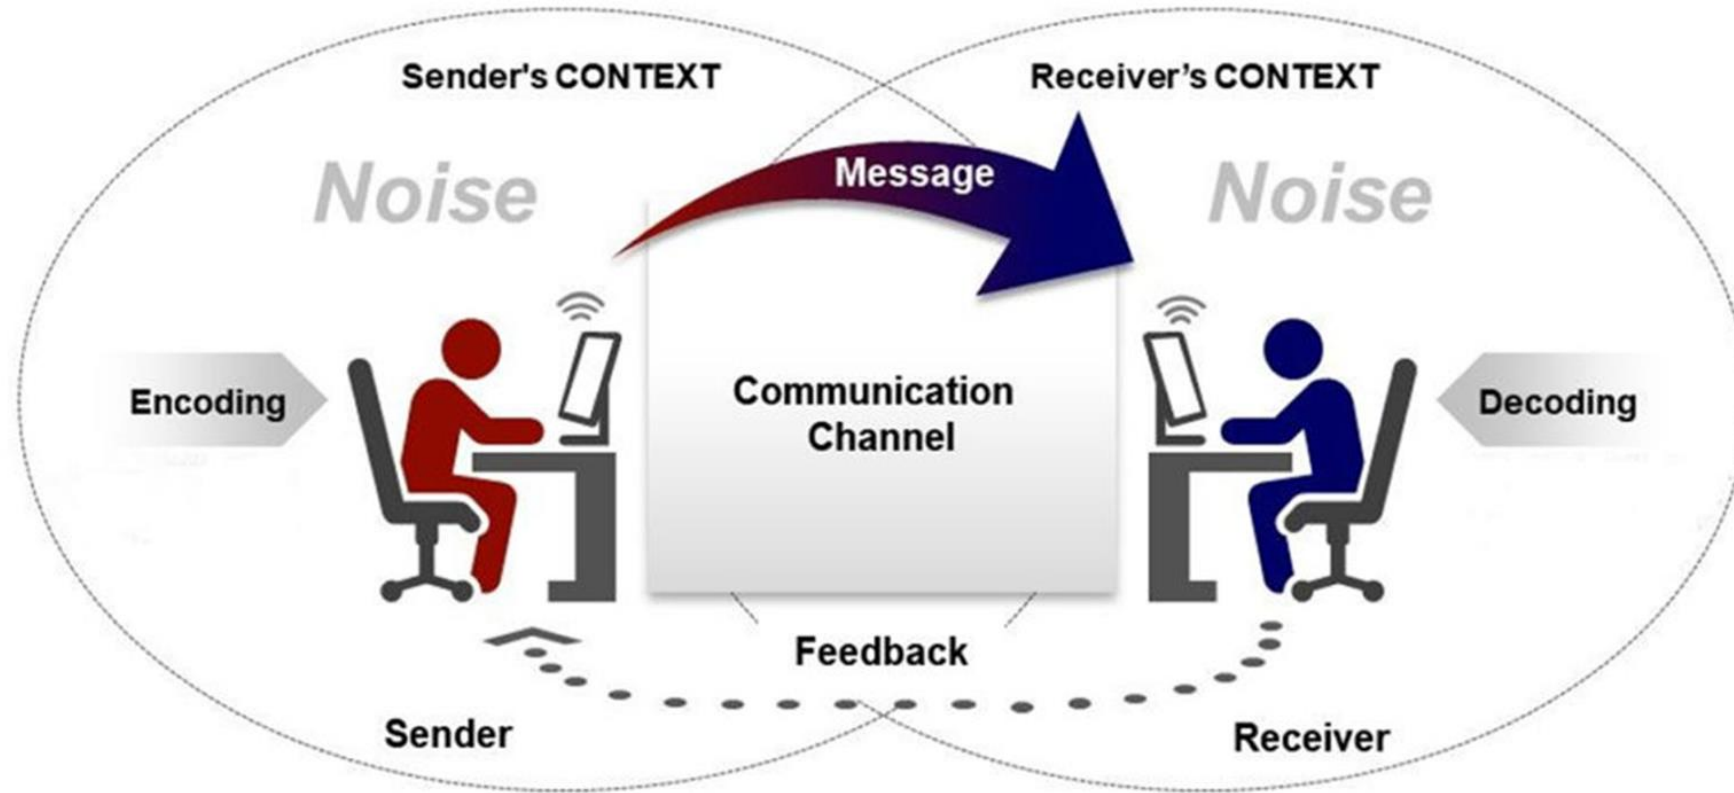 Sender's CONTEXT
Receiver’s CONTEXT
Noise
Message
Noise
Encoding
Communication
Channel
Decoding
Feedback
Sender
Receiver